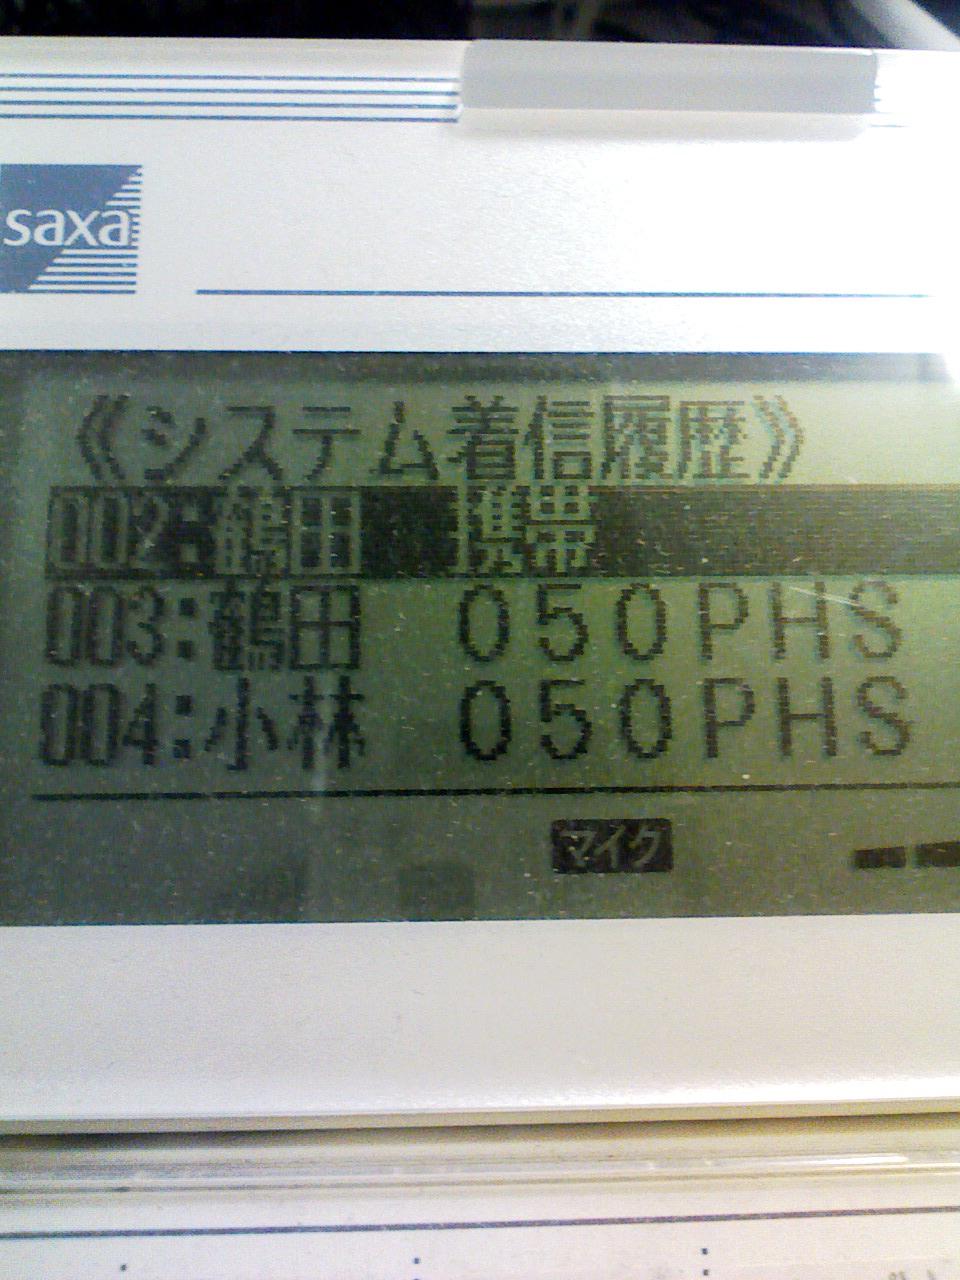 saxa
《システム着信履歴》
002:鶴田 携帯
003:鶴田 050PHS
004:小林 050PHS
マイク